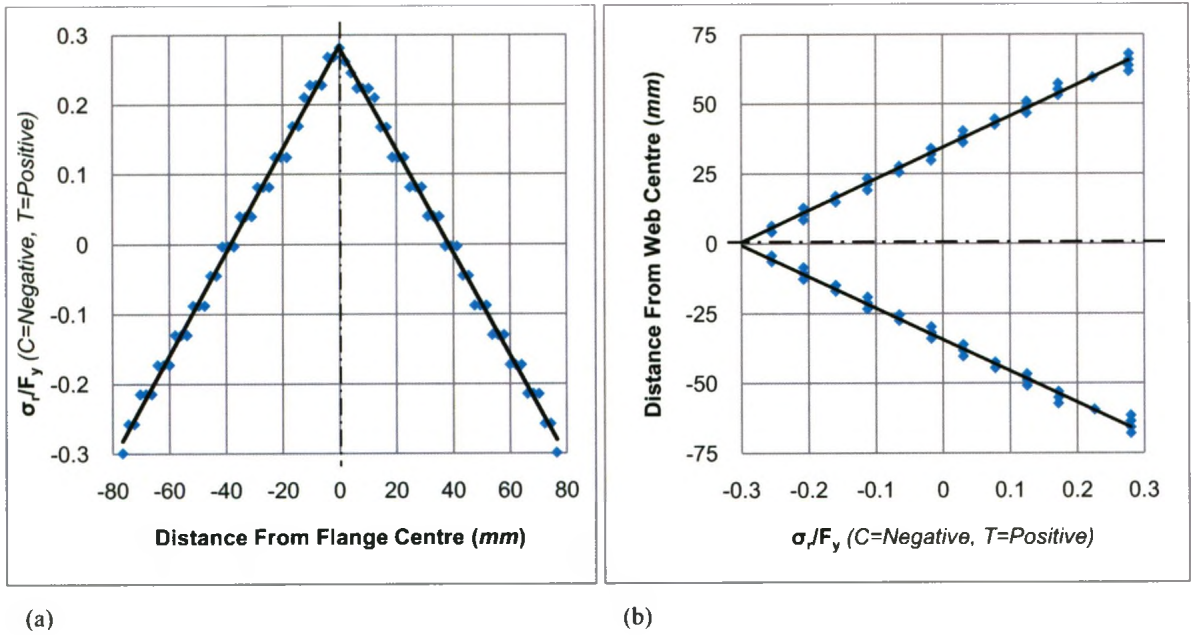 0.3
0.2
0.1
0
-0.1
-0.2
-0.3
-80 -60 -40 -20 0 20 40 60 80
σr/Fy (C=Negative, T=Positive)
Distance From Flange Centre (mm)
(a)
75
50
25
0
-25
-50
-75
-0.3 -0.2 -0.1 0 0.1 0.2 0.3
Distance From Web Centre (mm)
σr/Fy (C=Negative, T=Positive)
(b)